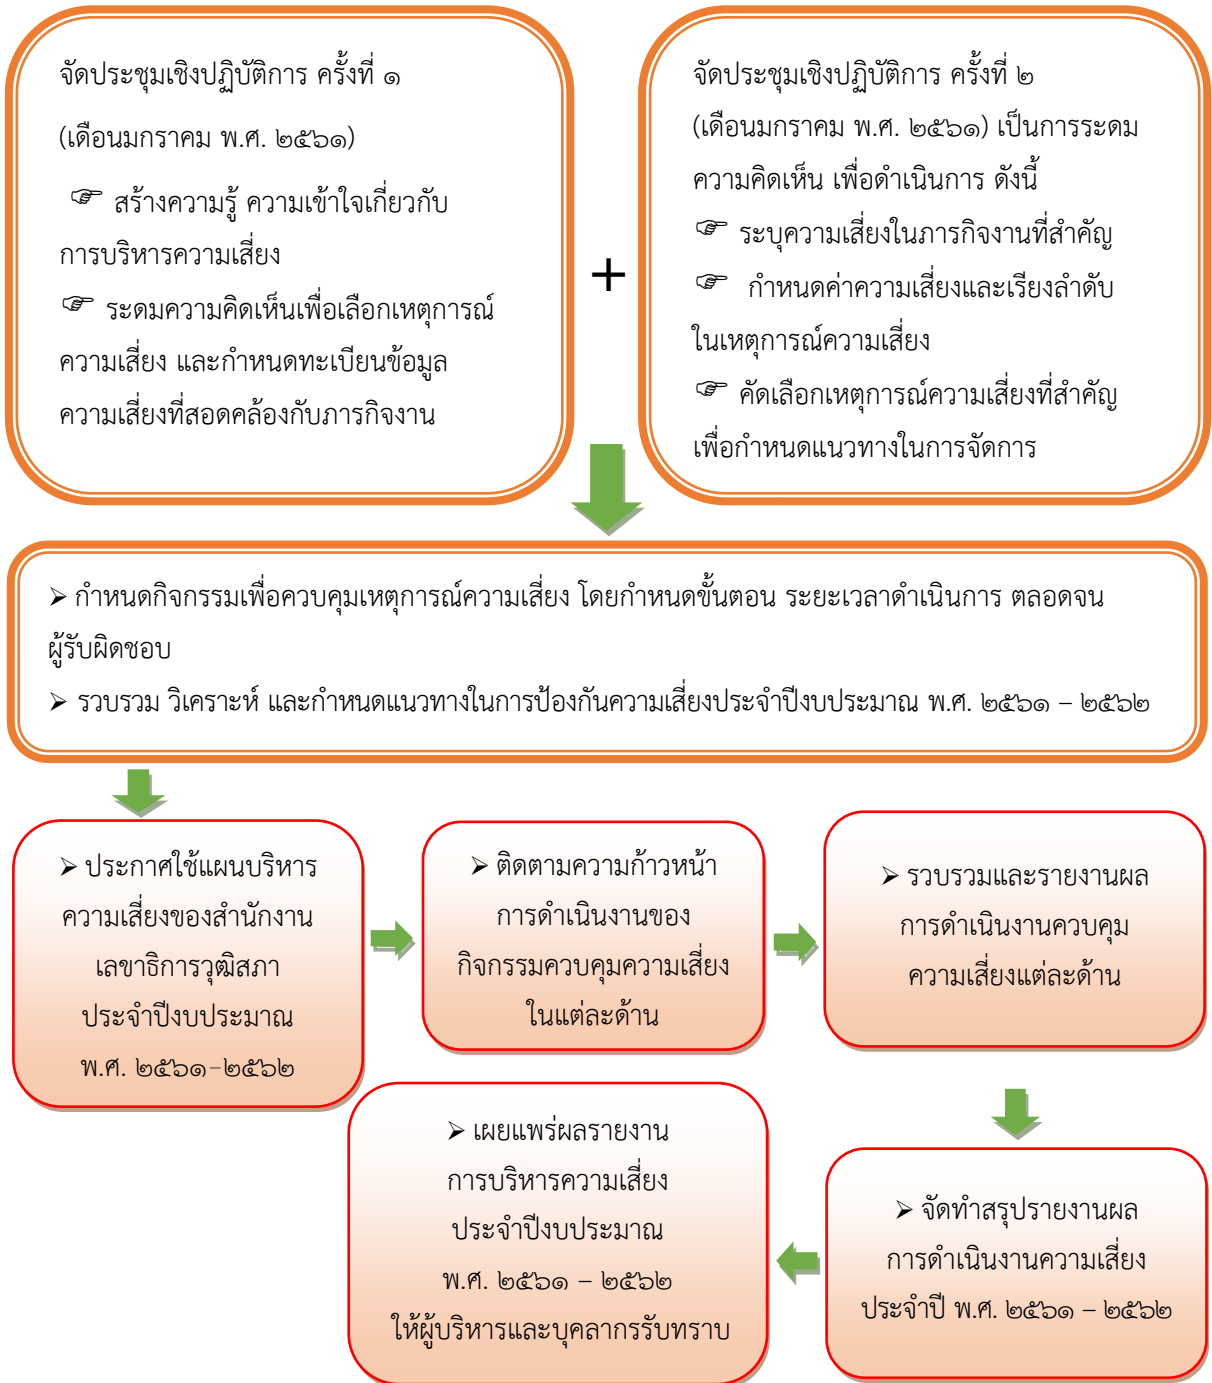 จัดประชุมเชิงปฏิบัติการ ครั้งที่ ๑
(เดือนมกราคม พ.ศ. ๒๕๖๑)
☞ สร้างความรู้ ความเข้าใจเกี่ยวกับ
การบริหารความเสี่ยง
☞ ระดมความคิดเห็นเพื่อเลือกเหตุการณ์
ความเสี่ยง และกำหนดทะเบียนข้อมูล
ความเสี่ยงที่สอดคล้องกับภารกิจงาน
+
จัดประชุมเชิงปฏิบัติการ ครั้งที่ ๒
(เดือนมกราคม พ.ศ. ๒๕๖๑) เป็นการระดม
ความคิดเห็น เพื่อดำเนินการ ดังนี้
☞ ระบุความเสี่ยงในภารกิจงานที่สำคัญ
☞ กำหนดค่าความเสี่ยงและเรียงลำดับ
ในเหตุการณ์ความเสี่ยง
☞ คัดเลือกเหตุการณ์ความเสี่ยงที่สำคัญ
เพื่อกำหนดแนวทางในการจัดการ
➢ กำหนดกิจกรรมเพื่อควบคุมเหตุการณ์ความเสี่ยง โดยกำหนดขั้นตอน ระยะเวลาดำเนินการ ตลอดจน
ผู้รับผิดชอบ
➢ รวบรวม วิเคราะห์ และกำหนดแนวทางในการป้องกันความเสี่ยงประจำปีงบประมาณ พ.ศ. ๒๕๖๑ – ๒๕๖๒
➢ ประกาศใช้แผนบริหาร
ความเสี่ยงของสำนักงาน
เลขาธิการวุฒิสภา
ประจำปีงบประมาณ
พ.ศ. ๒๕๖๑-๒๕๖๒
➢ ติดตามความก้าวหน้า
การดำเนินงานของ
กิจกรรมควบคุมความเสี่ยง
ในแต่ละด้าน
➢ รวบรวมและรายงานผล
การดำเนินงานควบคุม
ความเสี่ยงแต่ละด้าน
➢ จัดทำสรุปรายงานผล
การดำเนินงานความเสี่ยง
ประจำปี พ.ศ. ๒๕๖๑ – ๒๕๖๒
➢ เผยแพร่ผลรายงาน
การบริหารความเสี่ยง
ประจำปีงบประมาณ
พ.ศ. ๒๕๖๑ – ๒๕๖๒
ให้ผู้บริหารและบุคลากรรับทราบ